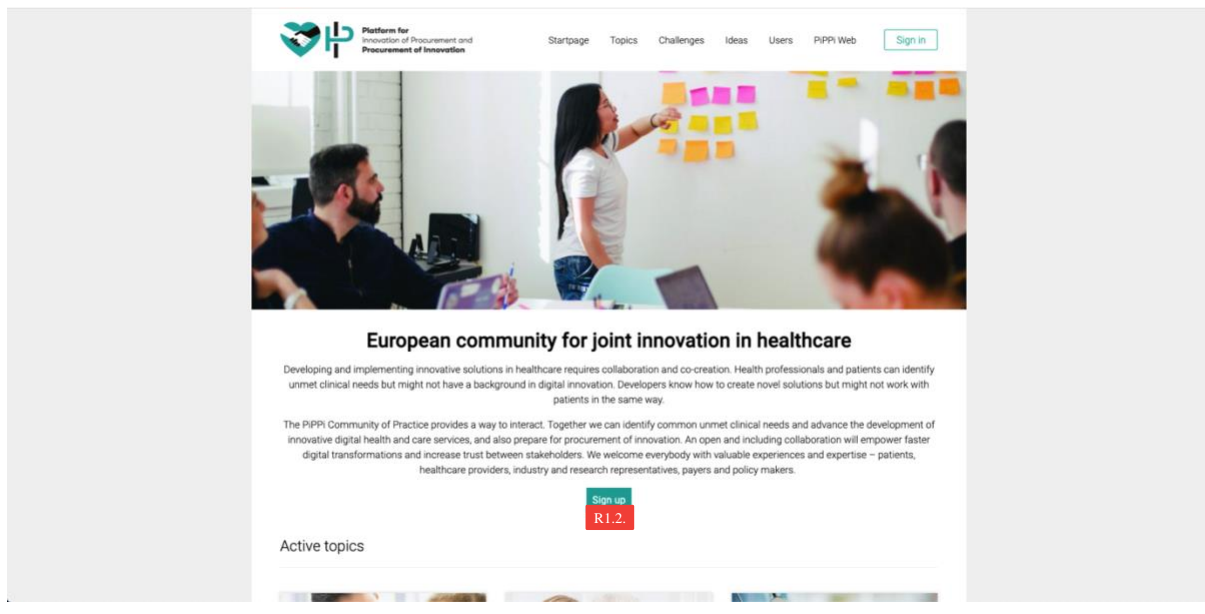 Platform for
Innovation of Procurement and
Procurement of Innovation
Startpage Topics Challenges Ideas Users PiPPi Web Sign in
European community for joint innovation in healthcare
Developing and implementing innovative solutions in healthcare requires collaboration and co-creation. Health professionals and patients can identify
unmet clinical needs but might not have a background in digital innovation. Developers know how to create novel solutions but might not work with
patients in the same way.
The PiPPi Community of Practice provides a way to interact. Together we can identify common unmet clinical needs and advance the development of
innovative digital health and care services, and also prepare for procurement of innovation. An open and including collaboration will empower faster
digital transformations and increase trust between stakeholders. We welcome everybody with valuable experiences and expertise – patients,
healthcare providers, industry and research representatives, payers and policy makers.
Sign up
R1.2.
Active topics